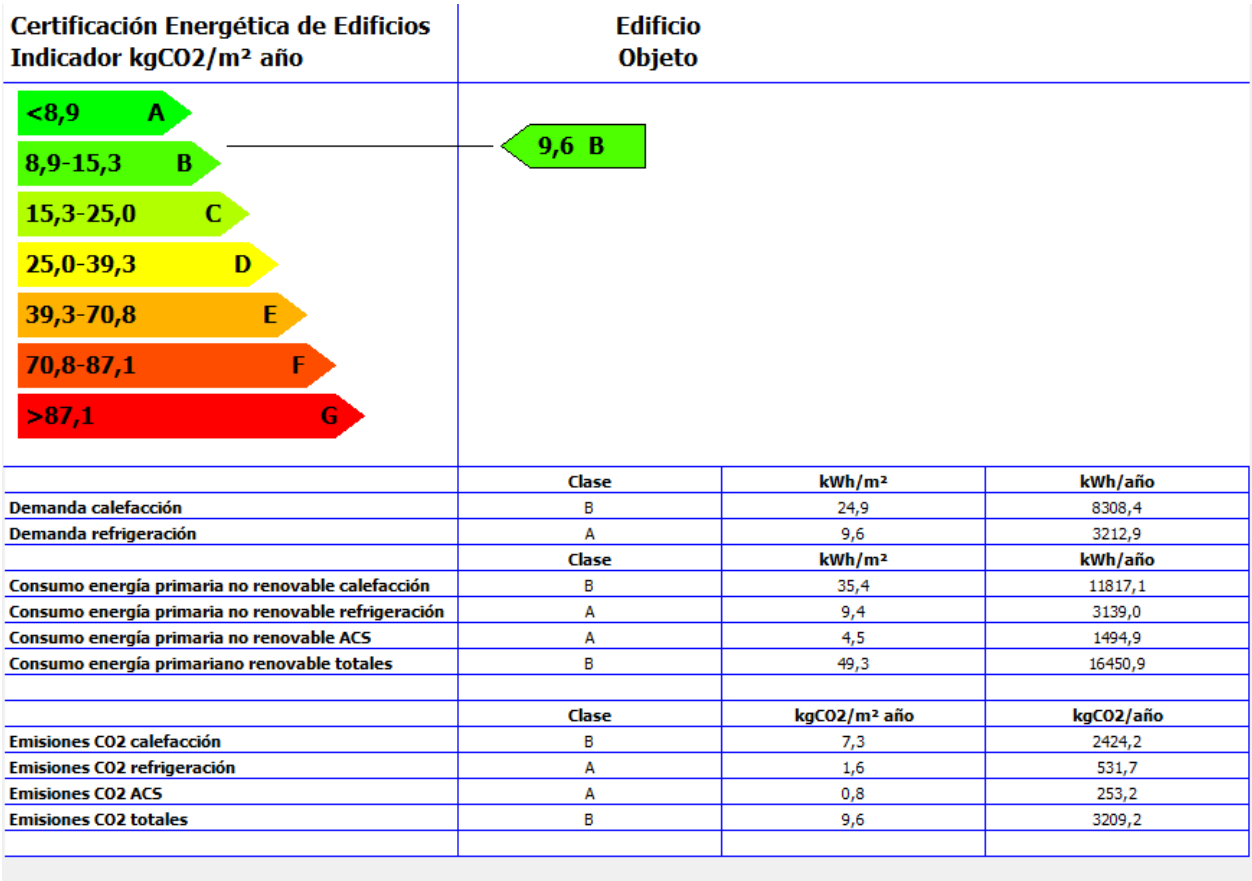 Certificación Energética de Edificios
Indicador kgCO2/m² año
Edificio
Objeto
<8,9 A
8,9-15,3 B
9,6 B
15,3-25,0 C
25,0-39,3 D
39,3-70,8 E
70,8-87,1 F
>87,1 G
Clase kWh/m² kWh/año
Demanda calefacción B 24,9 8308,4
Demanda refrigeración A 9,6 3212,9
Clase kWh/m² kWh/año
Consumo energía primaria no renovable calefacción B 35,4 11817,1
Consumo energía primaria no renovable refrigeración A 9,4 3139,0
Consumo energía primaria no renovable ACS A 4,5 1494,9
Consumo energía primariano renovable totales B 49,3 16450,9
Clase kgCO2/m² año kgCO2/año
Emisiones CO2 calefacción B 7,3 2424,2
Emisiones CO2 refrigeración A 1,6 531,7
Emisiones CO2 ACS A 0,8 253,2
Emisiones CO2 totales B 9,6 3209,2